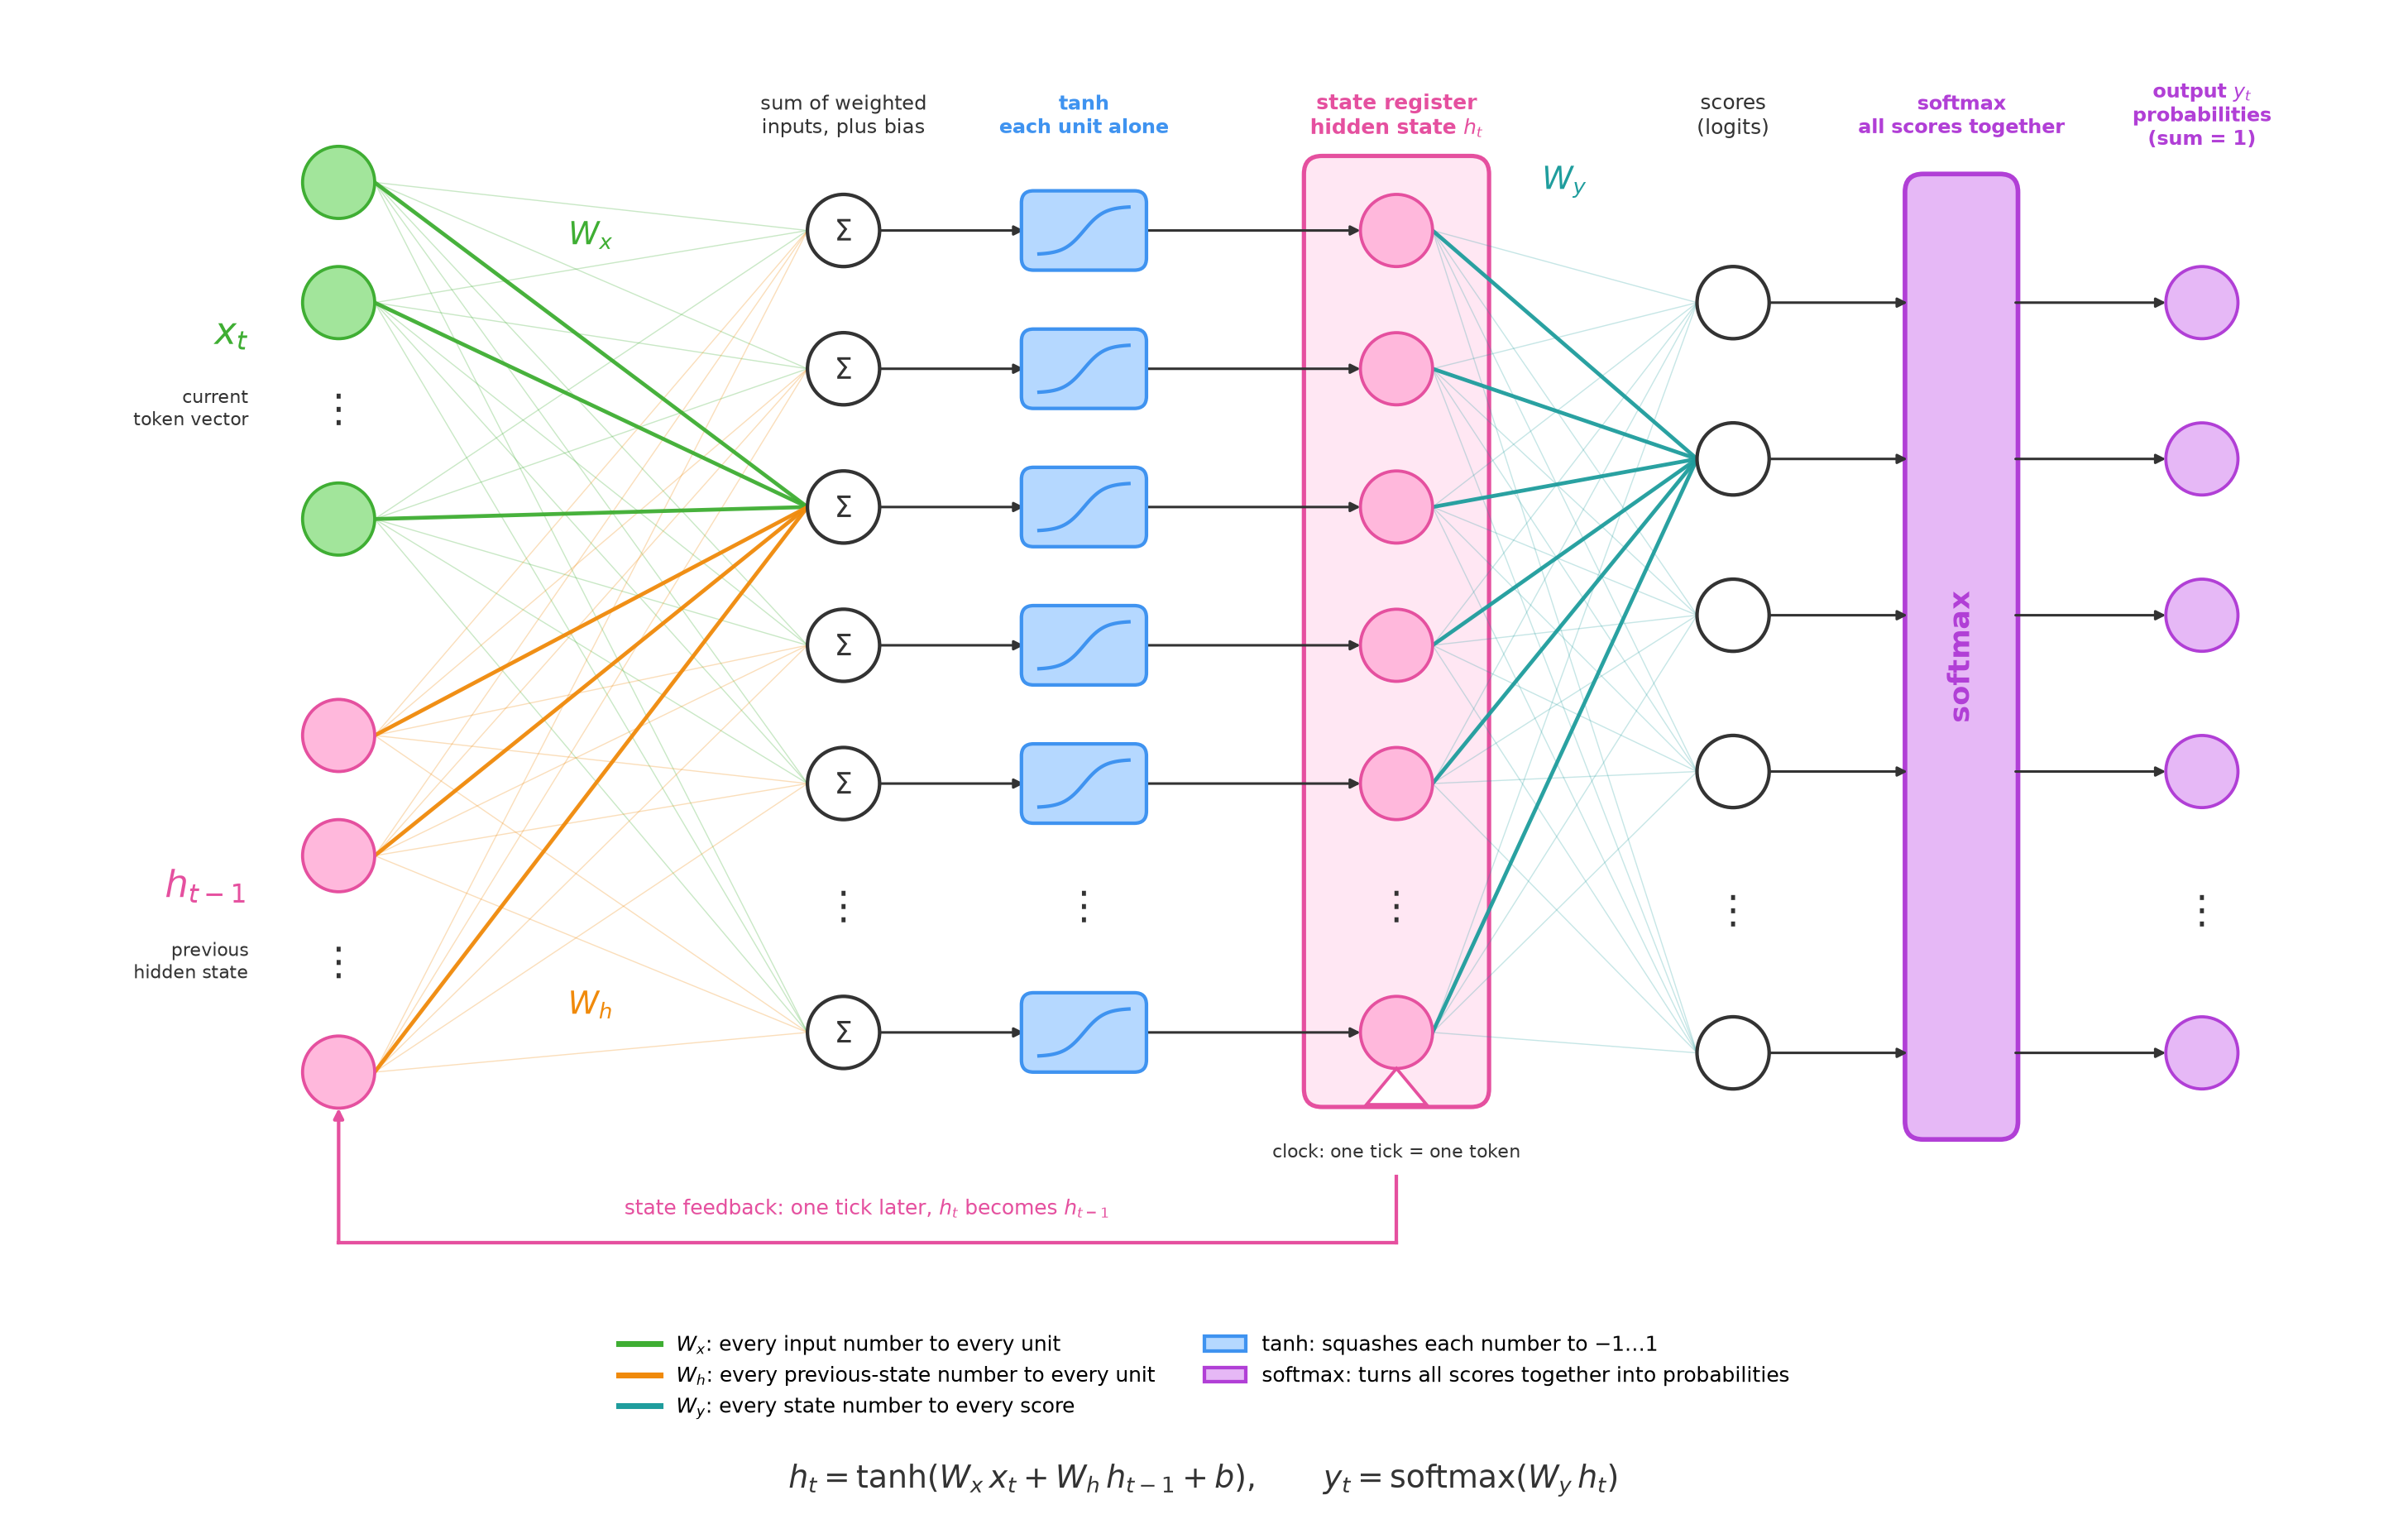 sum of weighted
inputs, plus bias
tanh
each unit alone
state register
hidden state hₜ
scores
(logits)
softmax
all scores together
output yₜ
probabilities
(sum = 1)
Wₓ
W_y
xₜ
current
token vector
hₜ₋₁
previous
hidden state
W_h
Σ
Σ
Σ
Σ
Σ
Σ
⋮
⋮
⋮
⋮
⋮
⋮
⋮
softmax
clock: one tick = one token
state feedback: one tick later, hₜ becomes hₜ₋₁
Wₓ: every input number to every unit
W_h: every previous-state number to every unit
W_y: every state number to every score
tanh: squashes each number to −1…1
softmax: turns all scores together into probabilities
hₜ = tanh(Wₓ xₜ + W_h hₜ₋₁ + b), yₜ = softmax(W_y hₜ)